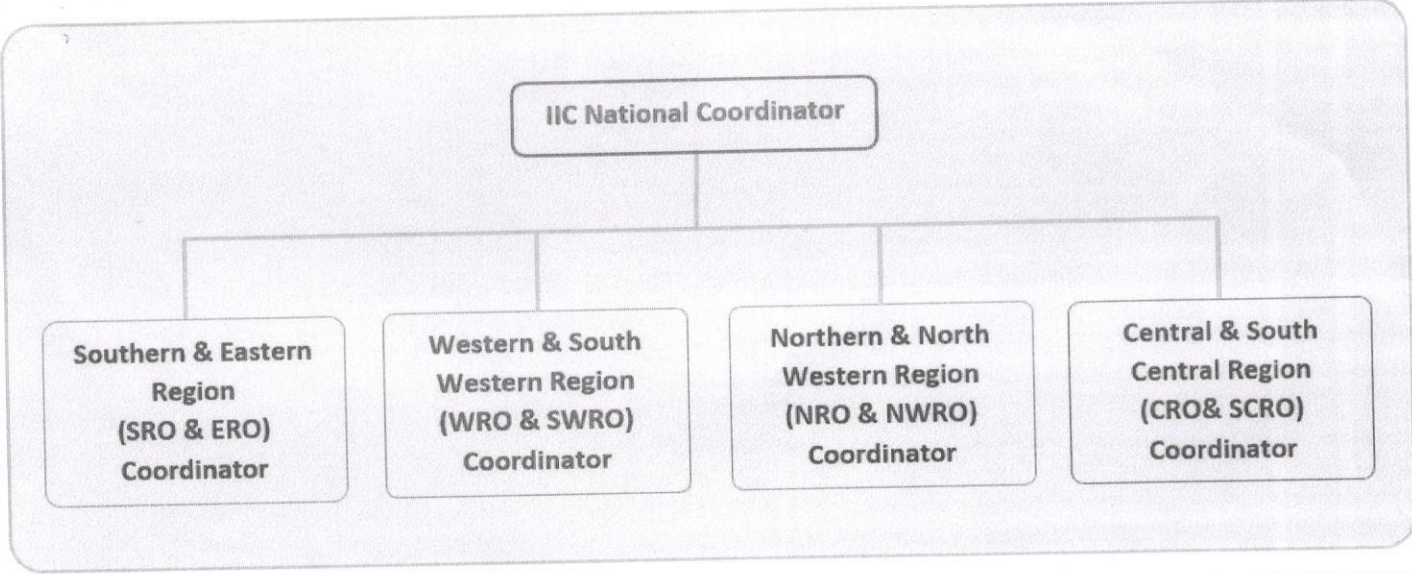 IIC National Coordinator
Southern & Eastern
Region
(SRO & ERO)
Coordinator
Western & South
Western Region
(WRO & SWRO)
Coordinator
Northern & North
Western Region
(NRO & NWRO)
Coordinator
Central & South
Central Region
(CRO& SCRO)
Coordinator